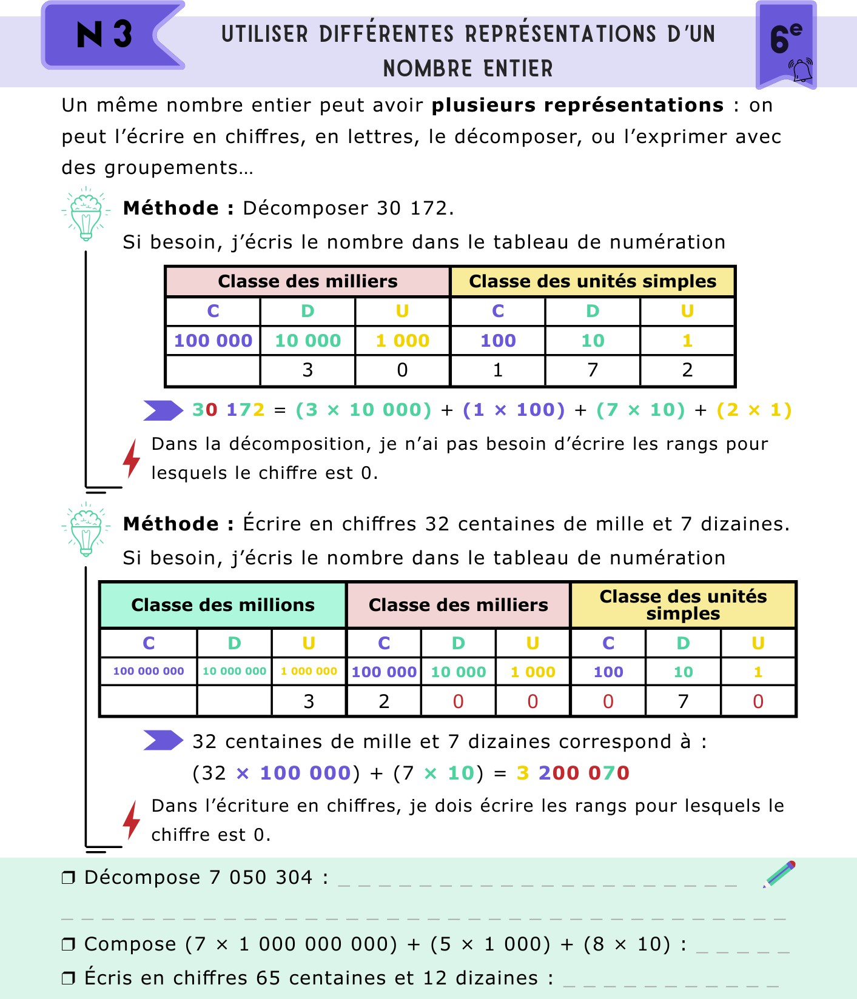 N 3
UTILISER DIFFÉRENTES REPRÉSENTATIONS D'UN
NOMBRE ENTIER
6e
Un même nombre entier peut avoir plusieurs représentations : on
peut l’écrire en chiffres, en lettres, le décomposer, ou l’exprimer avec
des groupements…
Méthode : Décomposer 30 172.
Si besoin, j’écris le nombre dans le tableau de numération
Classe des milliers Classe des unités simples
C D U C D U
100 000 10 000 1 000 100 10 1
3 0 1 7 2
30 172 = (3 × 10 000) + (1 × 100) + (7 × 10) + (2 × 1)
Dans la décomposition, je n’ai pas besoin d’écrire les rangs pour
lesquels le chiffre est 0.
Méthode : Écrire en chiffres 32 centaines de mille et 7 dizaines.
Si besoin, j’écris le nombre dans le tableau de numération
Classe des millions Classe des milliers Classe des unités
simples
C D U C D U C D U
100 000 000 10 000 000 1 000 000 100 000 10 000 1 000 100 10 1
3 2 0 0 0 7 0
32 centaines de mille et 7 dizaines correspond à :
(32 × 100 000) + (7 × 10) = 3 200 070
Dans l’écriture en chiffres, je dois écrire les rangs pour lesquels le
chiffre est 0.
❐ Décompose 7 050 304 : _ _ _ _ _ _ _ _ _ _ _ _ _ _ _ _ _ _ _ _
_ _ _ _ _ _ _ _ _ _ _ _ _ _ _ _ _ _ _ _ _ _ _ _ _ _ _ _ _ _ _ _ _ _ _ _
❐ Compose (7 × 1 000 000 000) + (5 × 1 000) + (8 × 10) : _ _ _ _ _
❐ Écris en chiffres 65 centaines et 12 dizaines : _ _ _ _ _ _ _ _ _ _ _